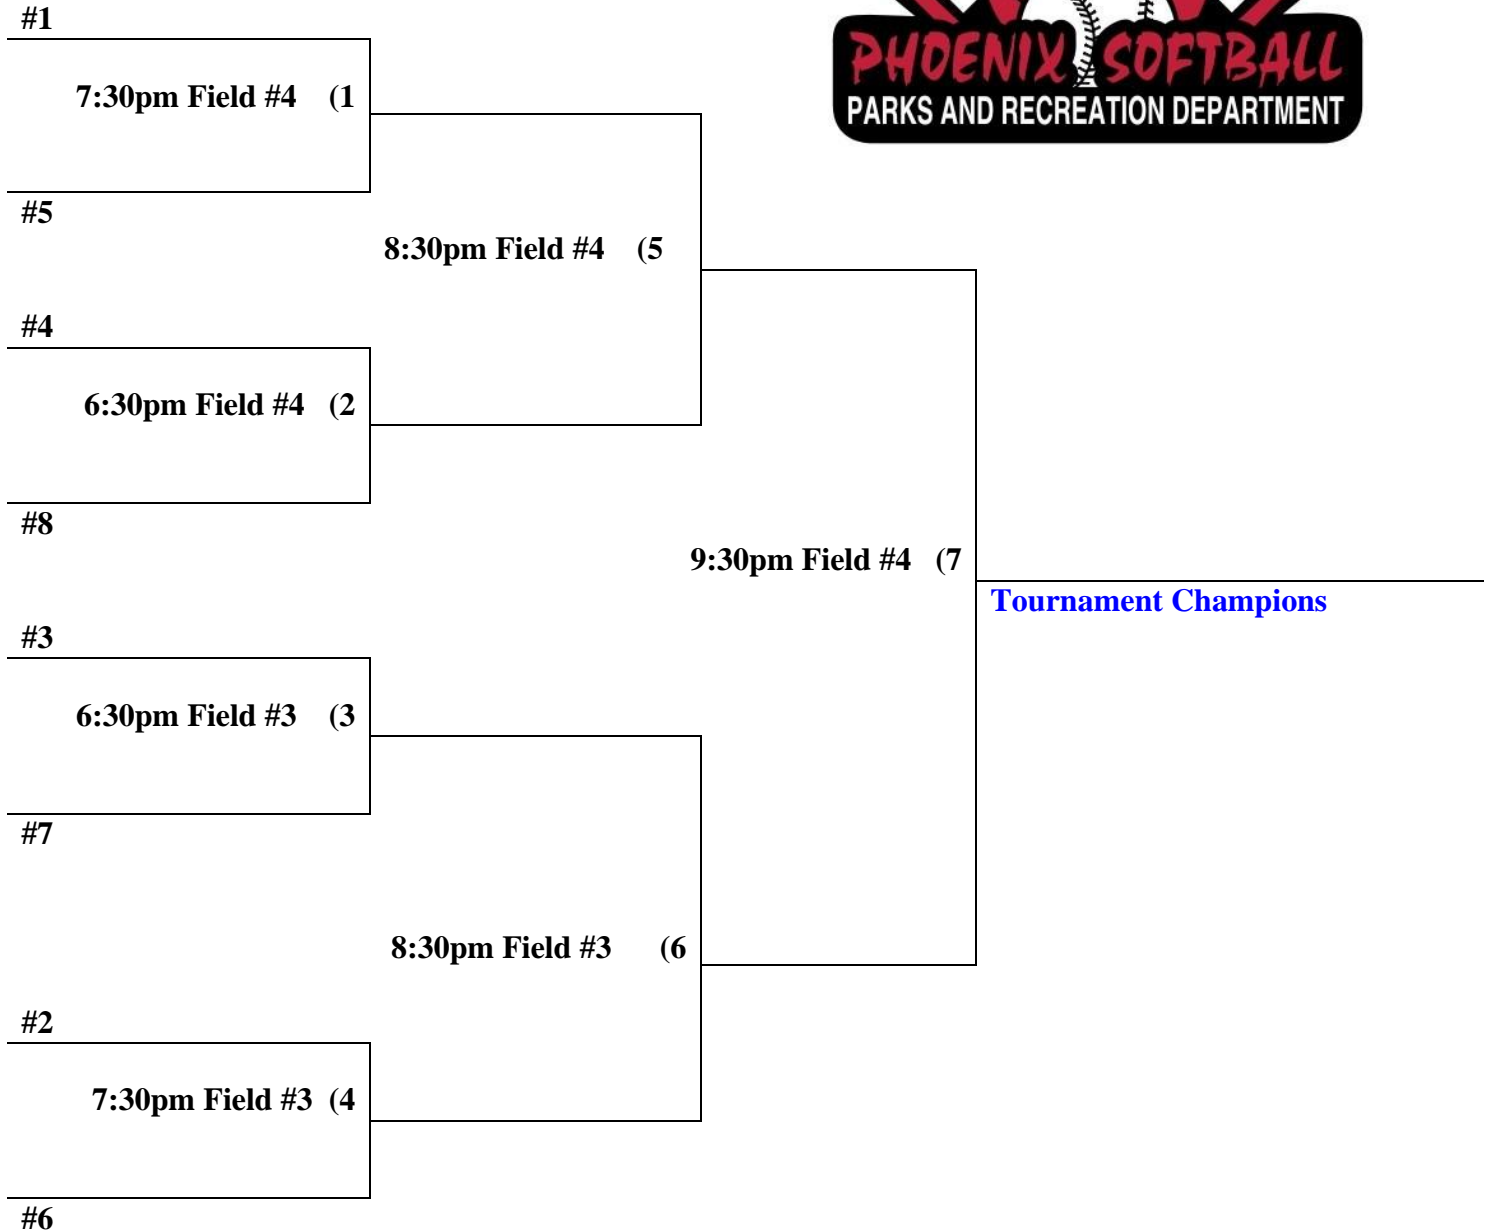 #1
PHOENIX SOFTBALL
PARKS AND RECREATION DEPARTMENT
7:30pm Field #4 (1
#5
8:30pm Field #4 (5
#4
6:30pm Field #4 (2
#8
9:30pm Field #4 (7
Tournament Champions
#3
6:30pm Field #3 (3
#7
8:30pm Field #3 (6
#2
7:30pm Field #3 (4
#6